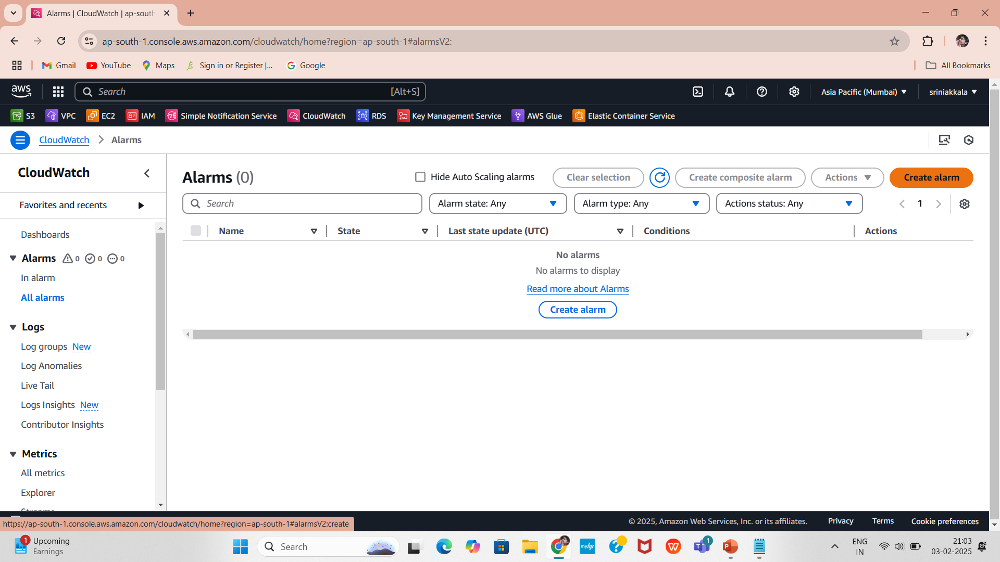 Alarms | CloudWatch | ap-south
ap-south-1.console.aws.amazon.com/cloudwatch/home?region=ap-south-1#alarmsV2:
Gmail
YouTube
Maps
Sign in or Register |...
Google
All Bookmarks
aws
Search
[Alt+S]
Asia Pacific (Mumbai)
sriniakkala
S3
VPC
EC2
IAM
Simple Notification Service
CloudWatch
RDS
Key Management Service
AWS Glue
Elastic Container Service
CloudWatch
Alarms
CloudWatch
Favorites and recents
Dashboards
Alarms 0 0 0
In alarm
All alarms
Logs
Log groups New
Log Anomalies
Live Tail
Logs Insights New
Contributor Insights
Metrics
All metrics
Explorer
Streams
Alarms (0)
Hide Auto Scaling alarms
Clear selection
Create composite alarm
Actions
Create alarm
Search
Alarm state: Any
Alarm type: Any
Actions status: Any
1
Name
State
Last state update (UTC)
Conditions
Actions
No alarms
No alarms to display
Read more about Alarms
Create alarm
https://ap-south-1.console.aws.amazon.com/cloudwatch/home?region=ap-south-1#alarmsV2:create
© 2025, Amazon Web Services, Inc. or its affiliates.
Privacy
Terms
Cookie preferences
1
Upcoming
Earnings
Search
myhp
1
ENG
IN
21:03
03-02-2025